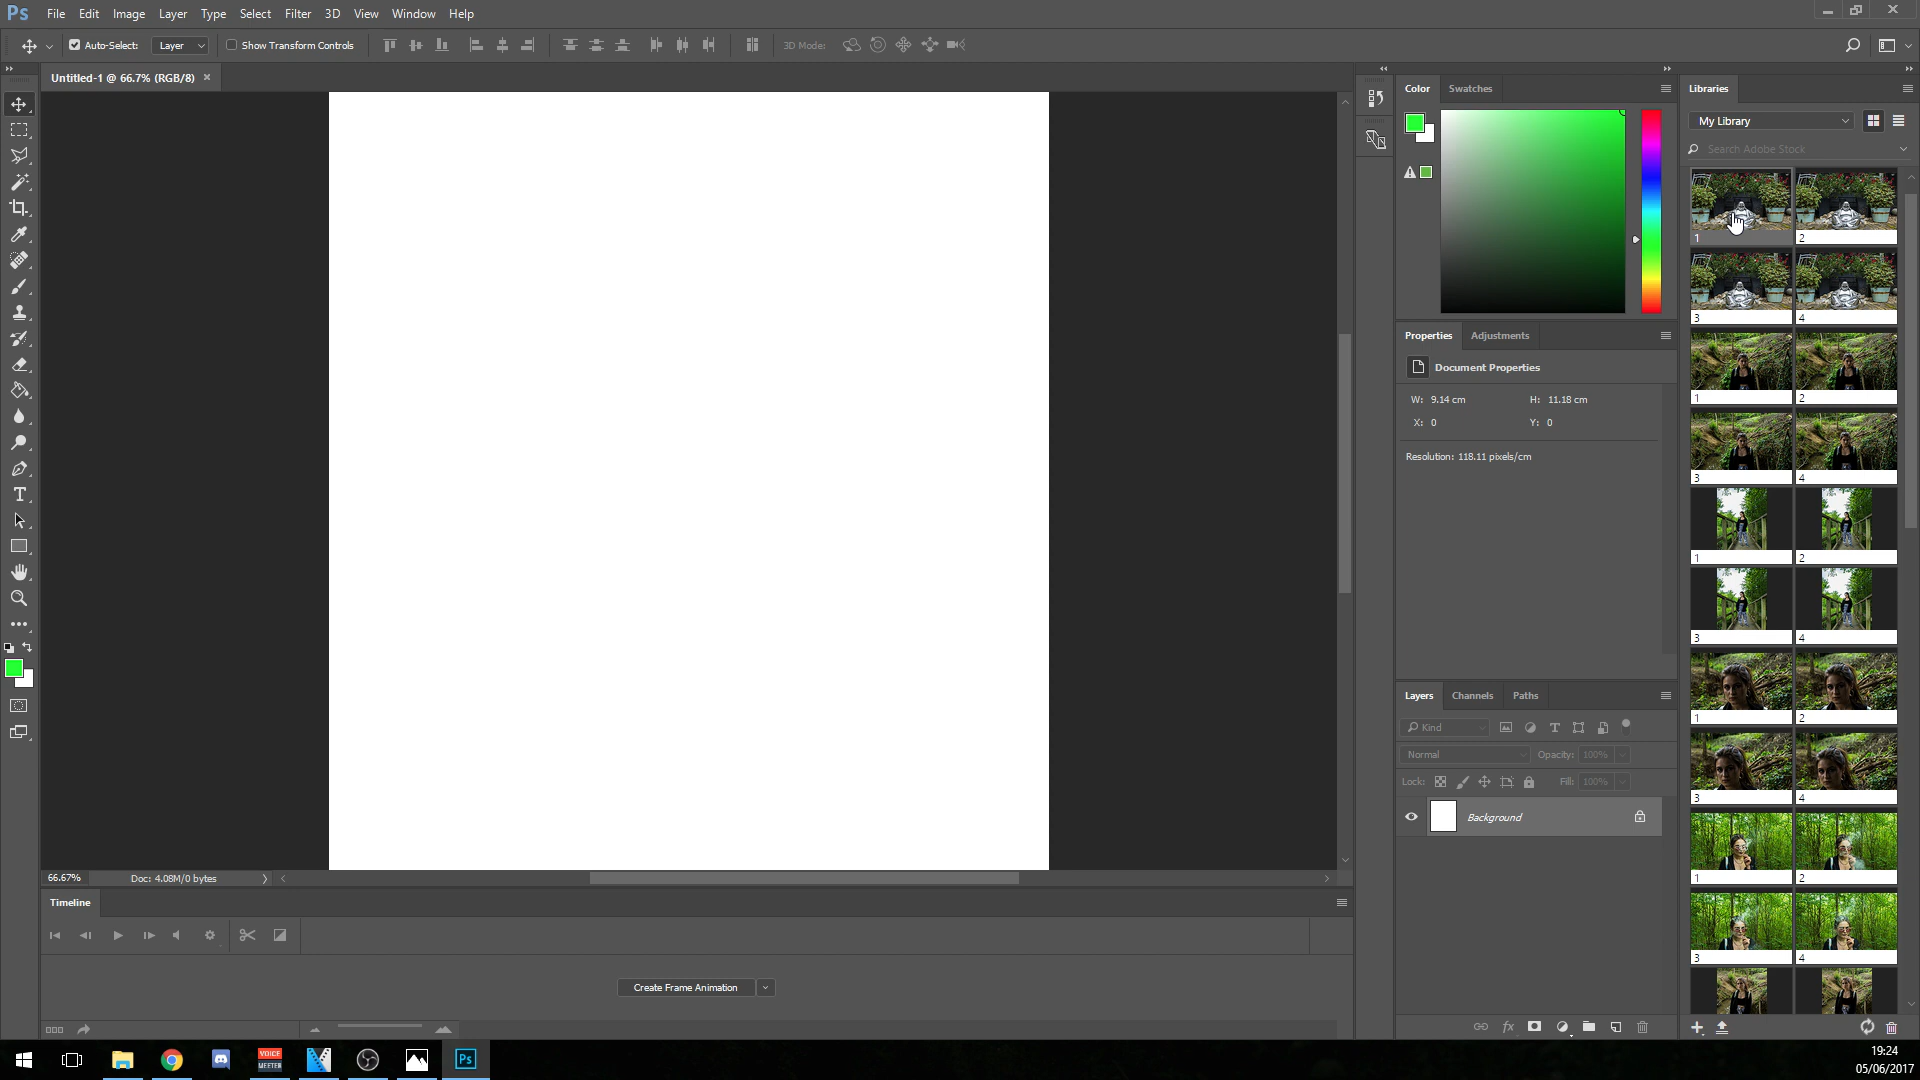 Ps File Edit Image Layer Type Select Filter 3D View Window Help
Auto-Select: Layer Show Transform Controls 3D Mode:
Untitled-1 @ 66.7% (RGB/8)
Color Swatches
Libraries
My Library
Search Adobe Stock
1 2
3 4
Properties Adjustments
Document Properties
W: 9.14 cm H: 11.18 cm
X: 0 Y: 0
Resolution: 118.11 pixels/cm
1 2
3 4
1 2
3 4
Layers Channels Paths
Kind
Normal Opacity: 100%
Lock: Fill: 100%
Background
1 2
3 4
1 2
3 4
66.67% Doc: 4.08M/0 bytes
Timeline
Create Frame Animation
fx
VOICE
MEETER
Ps
19:24
05/06/2017